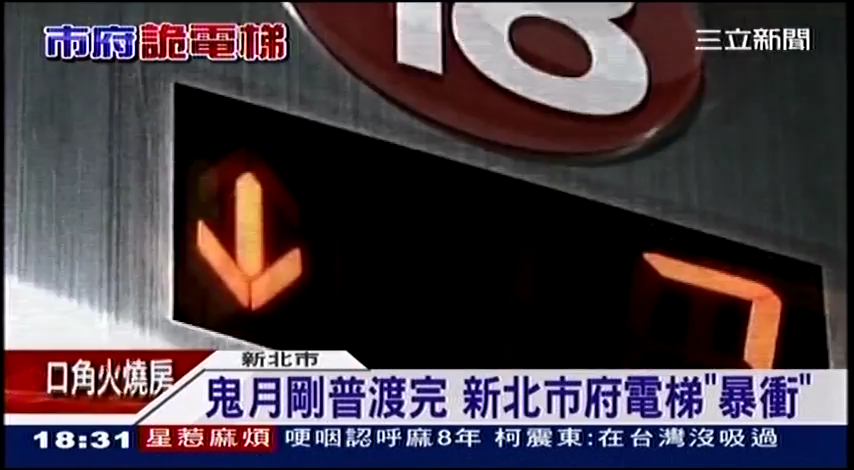 市府詭電梯
三立新聞
18
7
新北市
口角火燒房
鬼月剛普渡完 新北市府電梯"暴衝"
18:31 星惹麻煩 哽咽認呼麻8年 柯震東:在台灣沒吸過